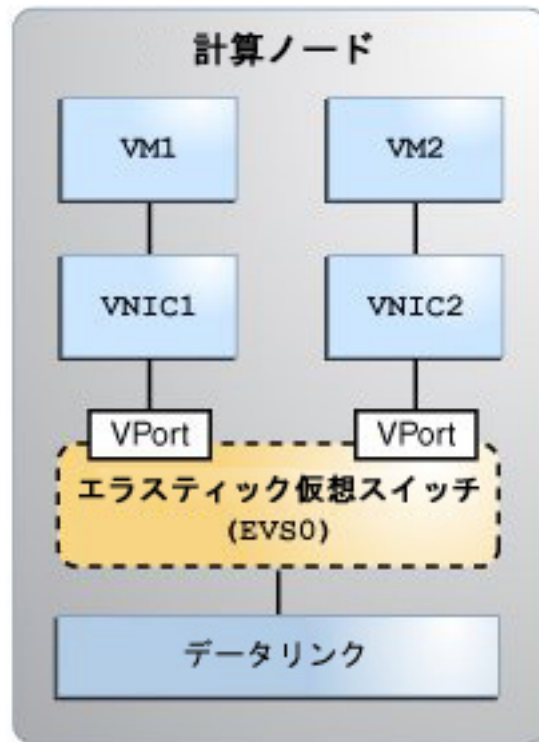 計算ノード
VM1
VM2
VNIC1
VNIC2
VPort
VPort
エラスティック仮想スイッチ
(EVS0)
データリンク